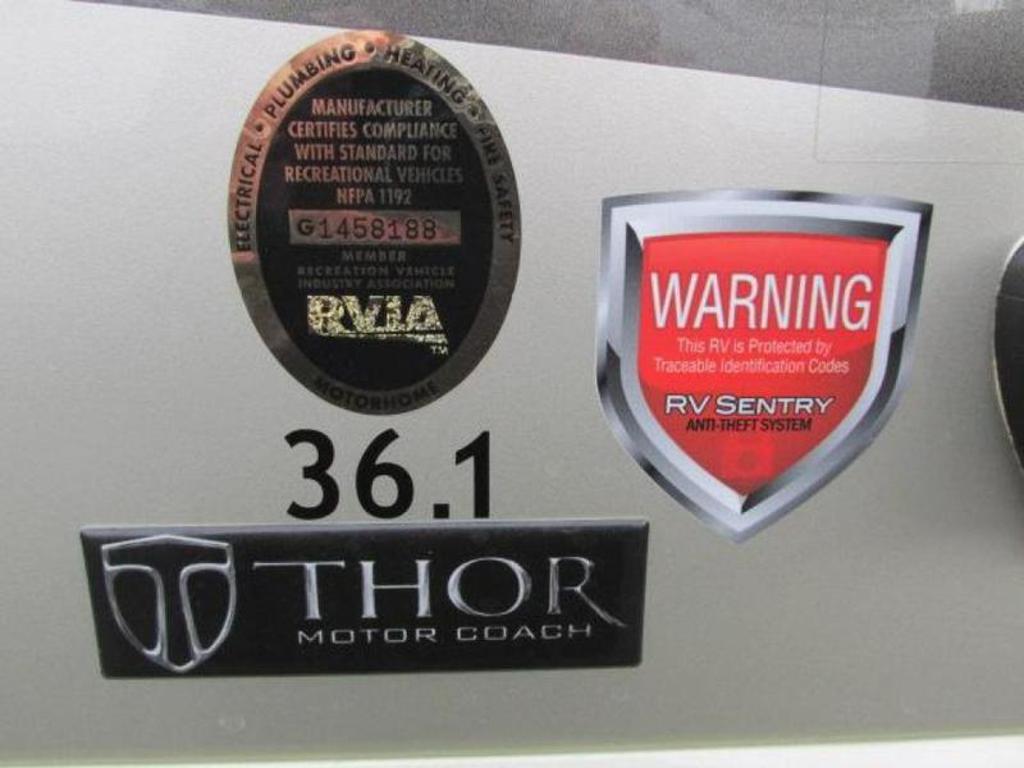 ELECTRICAL • PLUMBING • HEATING • FIRE SAFETY
MANUFACTURER
CERTIFIES COMPLIANCE
WITH STANDARD FOR
RECREATIONAL VEHICLES
NFPA 1192
G1458188
MEMBER
RECREATION VEHICLE
INDUSTRY ASSOCIATION
RVIA™
MOTORHOME
WARNING
This RV is Protected by
Traceable Identification Codes
RV SENTRY
ANTI-THEFT SYSTEM
36.1
THOR
MOTOR COACH